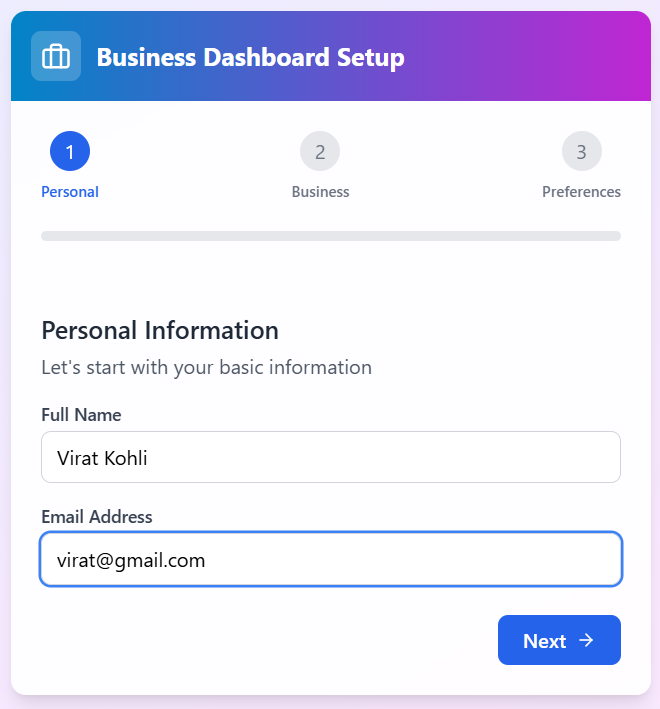 Business Dashboard Setup
1
2
3
Personal
Business
Preferences
Personal Information
Let's start with your basic information
Full Name
Virat Kohli
Email Address
virat@gmail.com
Next →